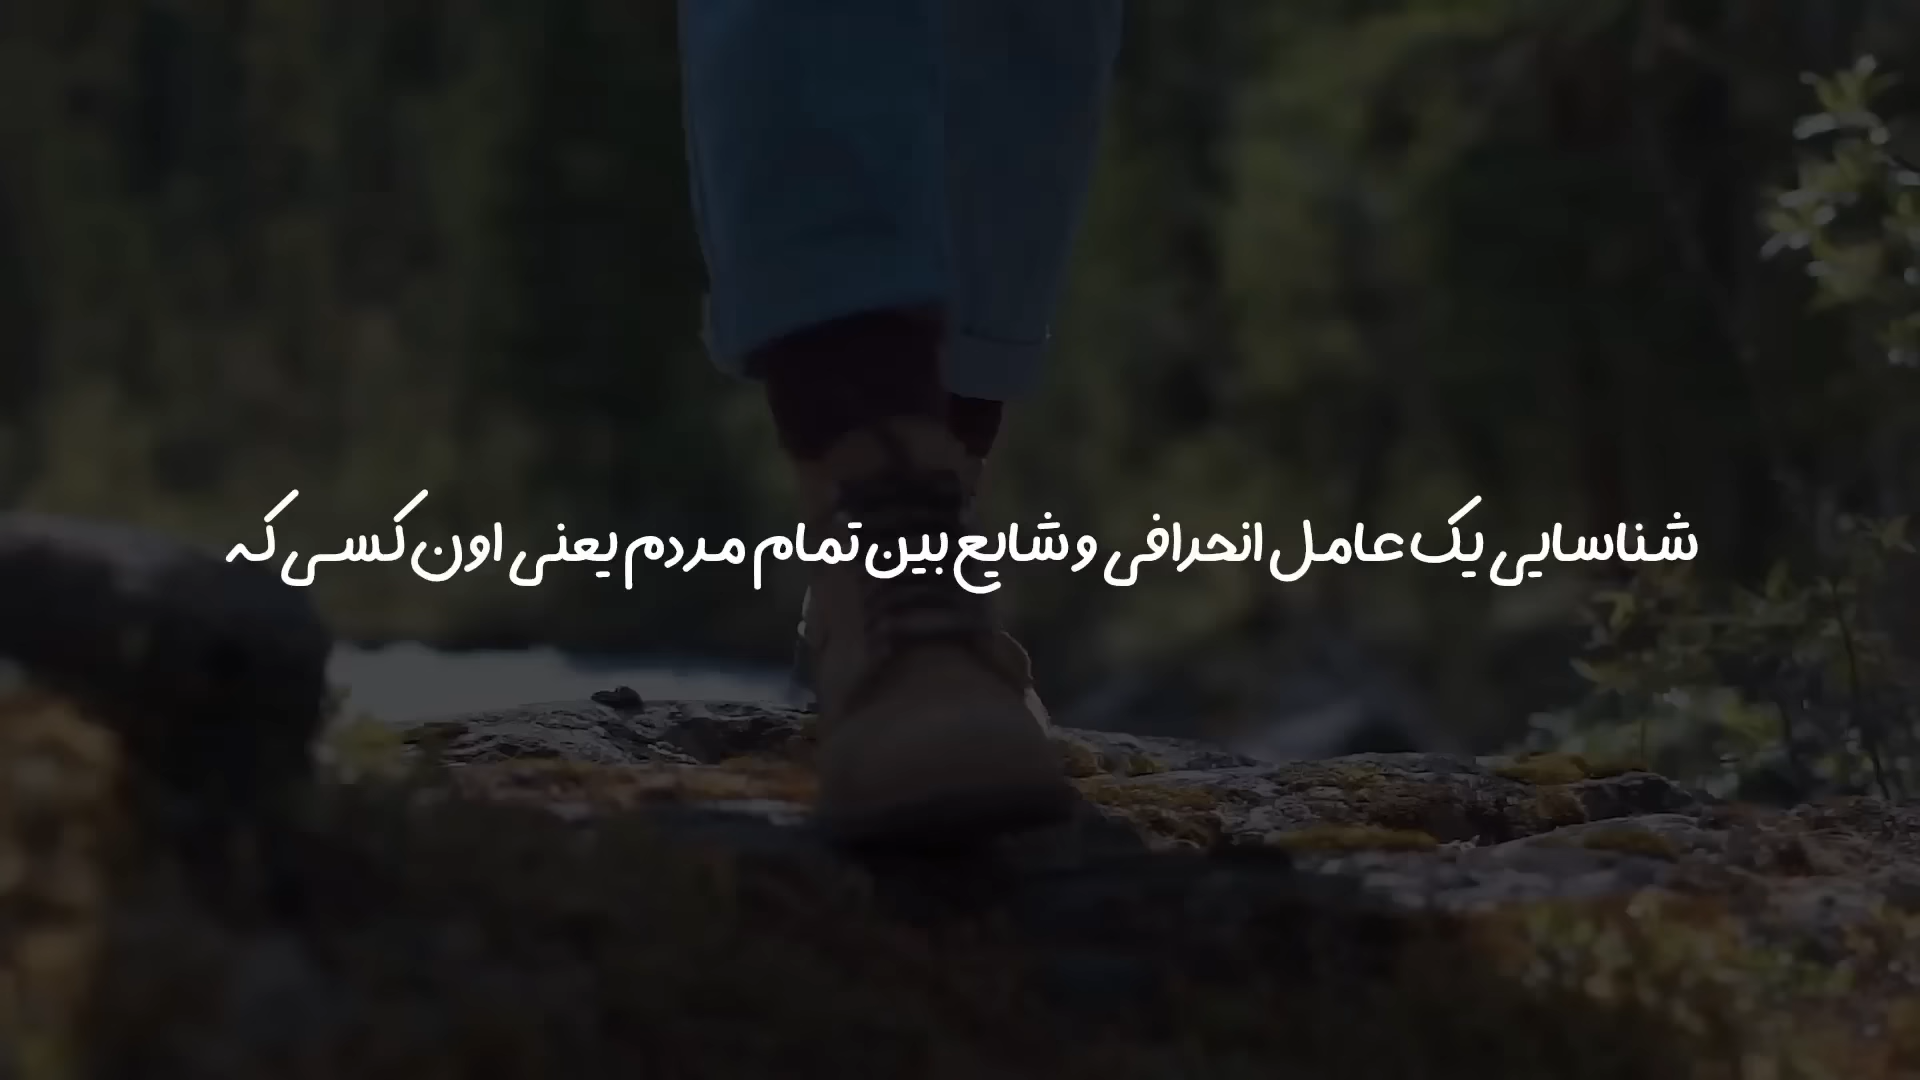 شناسایی یک عامل انحرافی و شایع بین تمام مردم یعنی اون کسی که